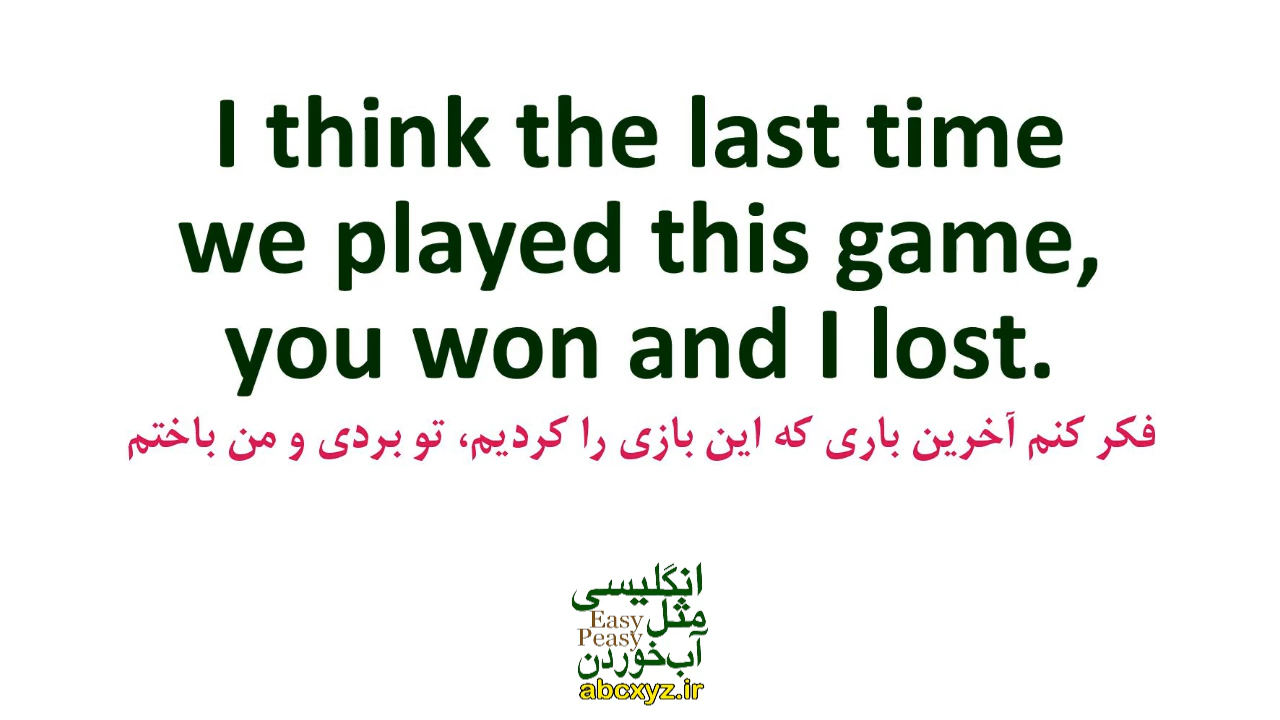 I think the last time
we played this game,
you won and I lost.
فکر کنم آخرین باری که این بازی را کردیم، تو بردی و من باختم
انگلیسی
مثل
Easy
Peasy
آب‌خوردن
abcxyz.ir